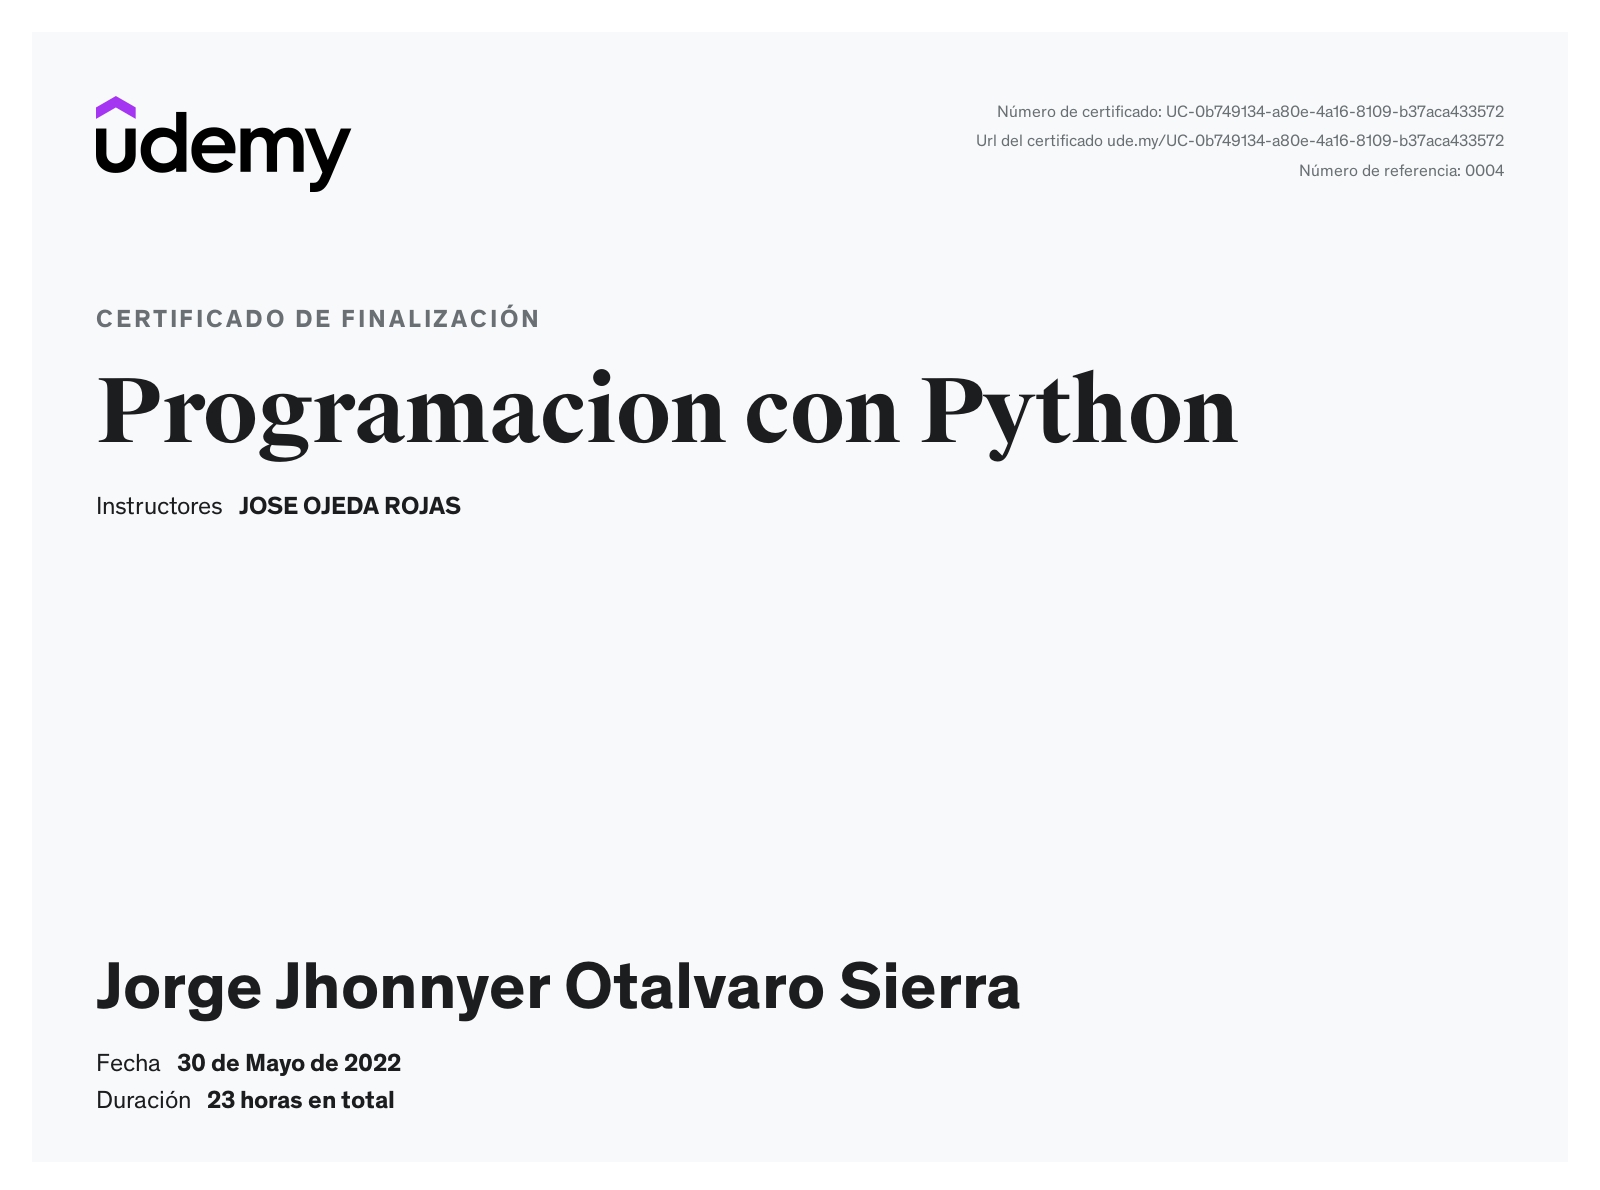 udemy
Número de certificado: UC-0b749134-a80e-4a16-8109-b37aca433572
Url del certificado ude.my/UC-0b749134-a80e-4a16-8109-b37aca433572
Número de referencia: 0004
CERTIFICADO DE FINALIZACIÓN
Programacion con Python
Instructores JOSE OJEDA ROJAS
Jorge Jhonnyer Otalvaro Sierra
Fecha 30 de Mayo de 2022
Duración 23 horas en total